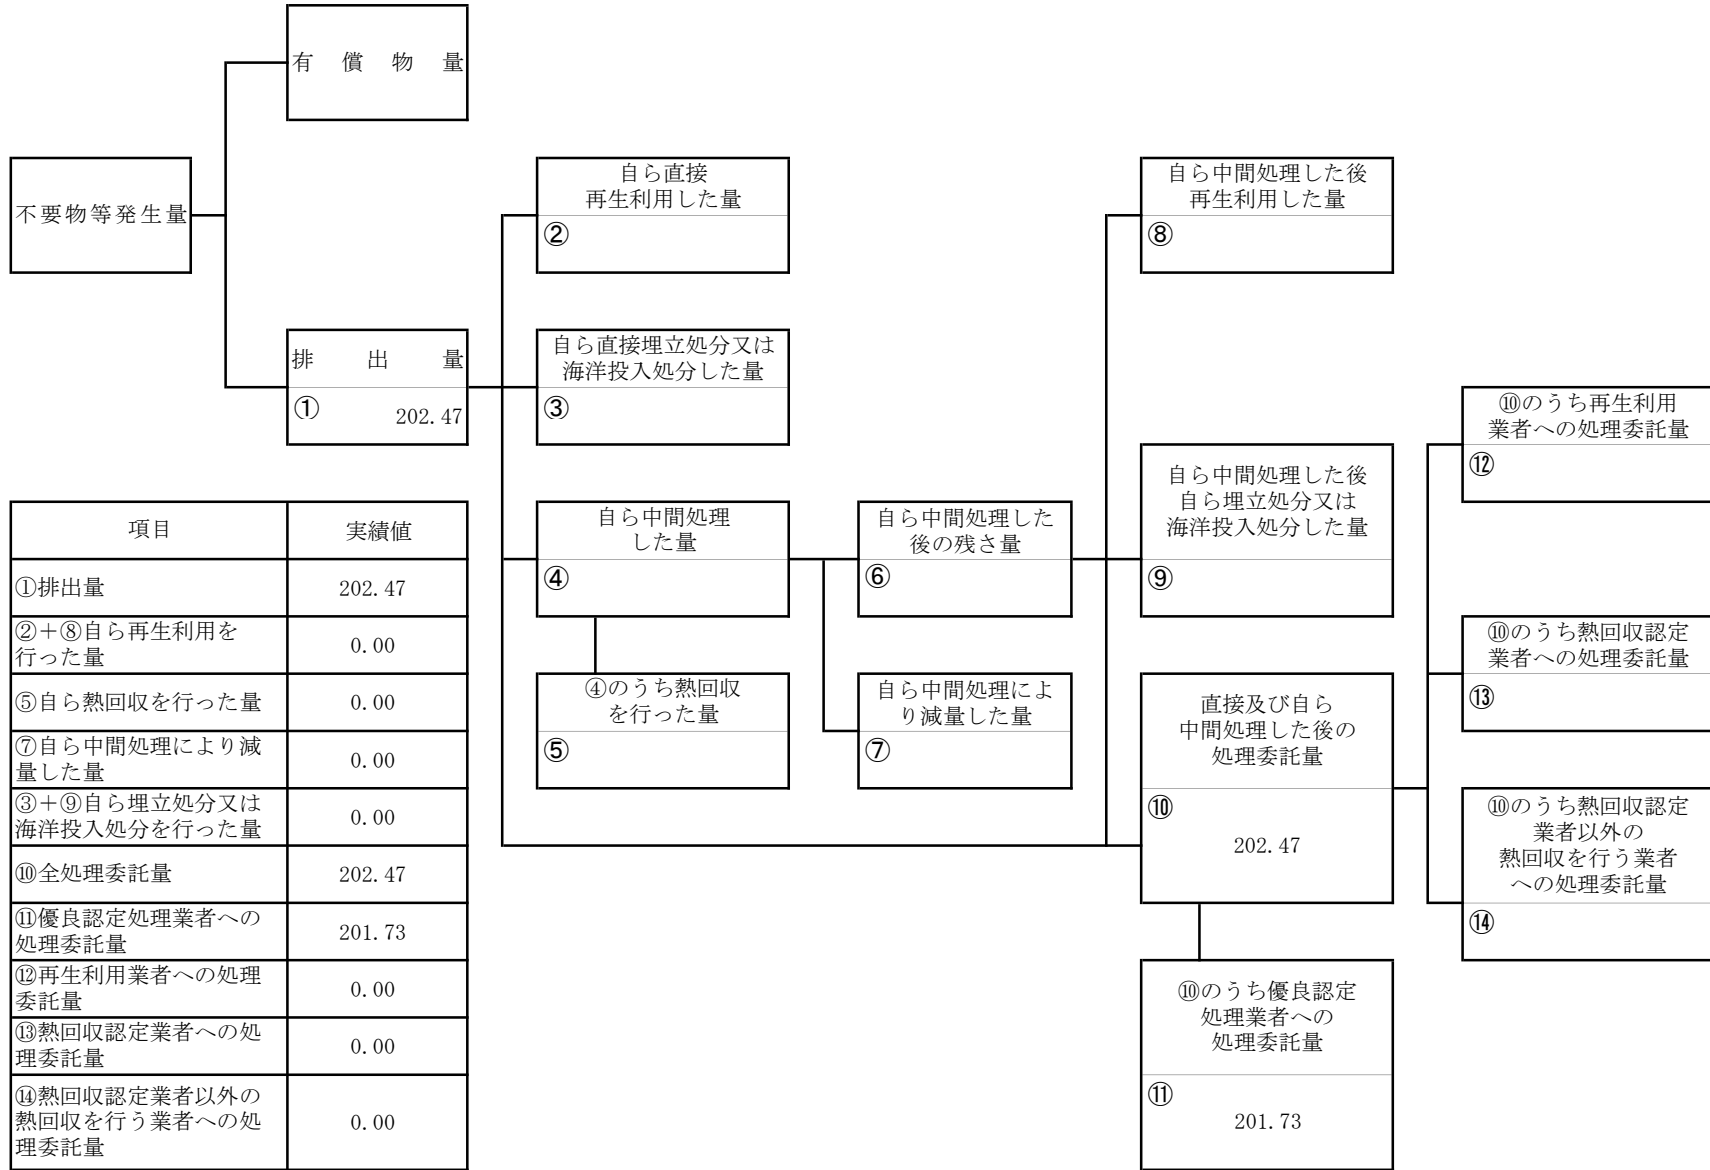 有償物量
不要物等発生量
自ら直接
再生利用した量
②
自ら中間処理した後
再生利用した量
⑧
排出量
①
202.47
自ら直接埋立処分又は
海洋投入処分した量
③
⑩のうち再生利用
業者への処理委託量
⑫
自ら中間処理
した量
④
自ら中間処理した
後の残さ量
⑥
自ら中間処理した後
自ら埋立処分又は
海洋投入処分した量
⑨
⑩のうち熱回収認定
業者への処理委託量
⑬
④のうち熱回収
を行った量
⑤
自ら中間処理によ
り減量した量
⑦
直接及び自ら
中間処理した後の
処理委託量
⑩
202.47
⑩のうち熱回収認定
業者以外の
熱回収を行う業者
への処理委託量
⑭
⑩のうち優良認定
処理業者への
処理委託量
⑪
201.73
項目 実績値
①排出量 202.47
②+⑧自ら再生利用を
行った量 0.00
⑤自ら熱回収を行った量 0.00
⑦自ら中間処理により減
量した量 0.00
③+⑨自ら埋立処分又は
海洋投入処分を行った量 0.00
⑩全処理委託量 202.47
⑪優良認定処理業者への
処理委託量 201.73
⑫再生利用業者への処理
委託量 0.00
⑬熱回収認定業者への処
理委託量 0.00
⑭熱回収認定業者以外の
熱回収を行う業者への処
理委託量 0.00